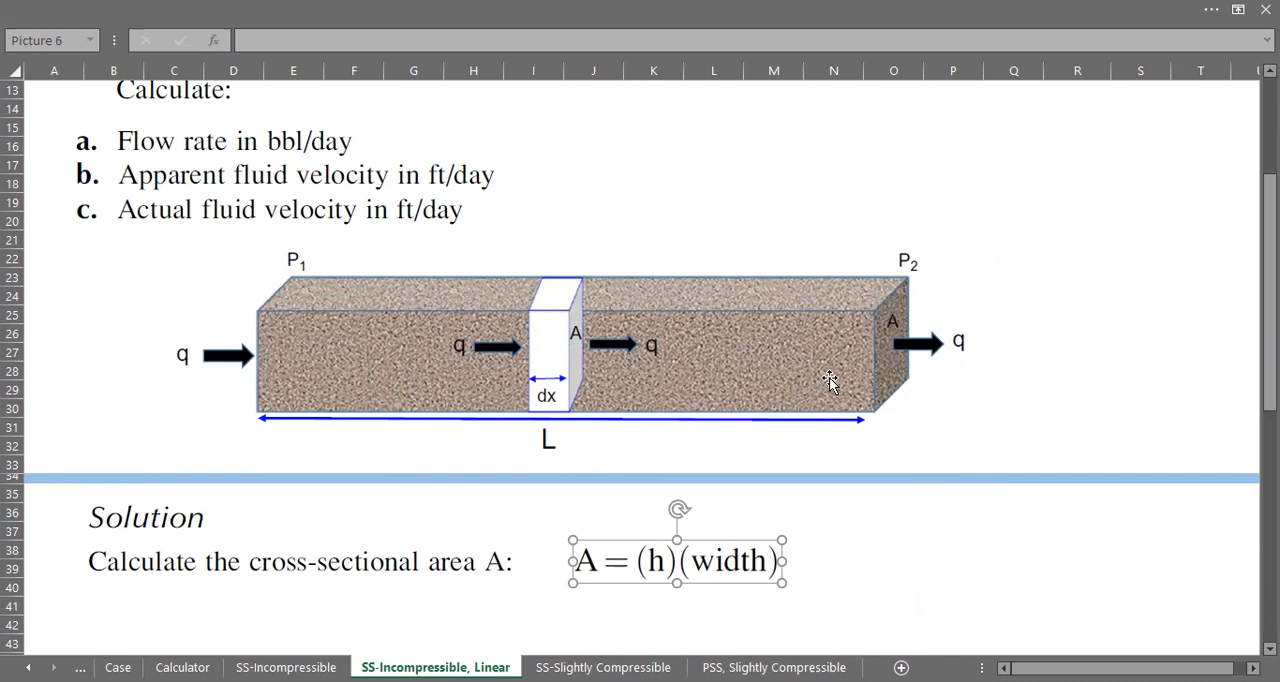 Picture 6 fx
A B C D E F G H I J K L M N O P Q R S T
13 Calculate:
14
15
16 a. Flow rate in bbl/day
17
18 b. Apparent fluid velocity in ft/day
19
20 c. Actual fluid velocity in ft/day
21
22 P1 P2
23
24
25
26 A A
27 q q q q
28
29 dx
30
31
32 L
33
34
35
36 Solution
37
38
39 Calculate the cross-sectional area A: A = (h)(width)
40
41
42
43
... Case Calculator SS-Incompressible SS-Incompressible, Linear SS-Slightly Compressible PSS, Slightly Compressible